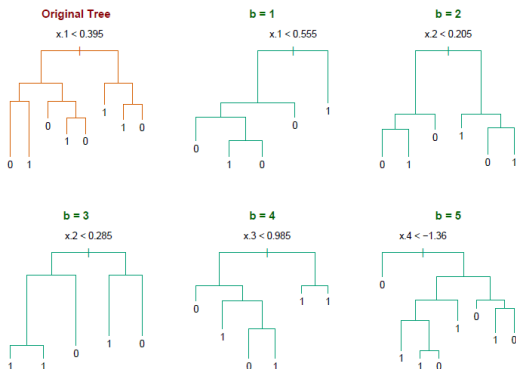 Original Tree
b = 1
b = 2
x.1 < 0.395
x.1 < 0.555
x.2 < 0.205
1
0
1 0
1 0
0 1
1
0
0
1 0
0
1
0 1
0 1
b = 3
b = 4
b = 5
x.2 < 0.285
x.3 < 0.985
x.4 < −1.36
1 0
0
1 1
1 1
0
1
0 1
0
0
1
1 0
1
1 0